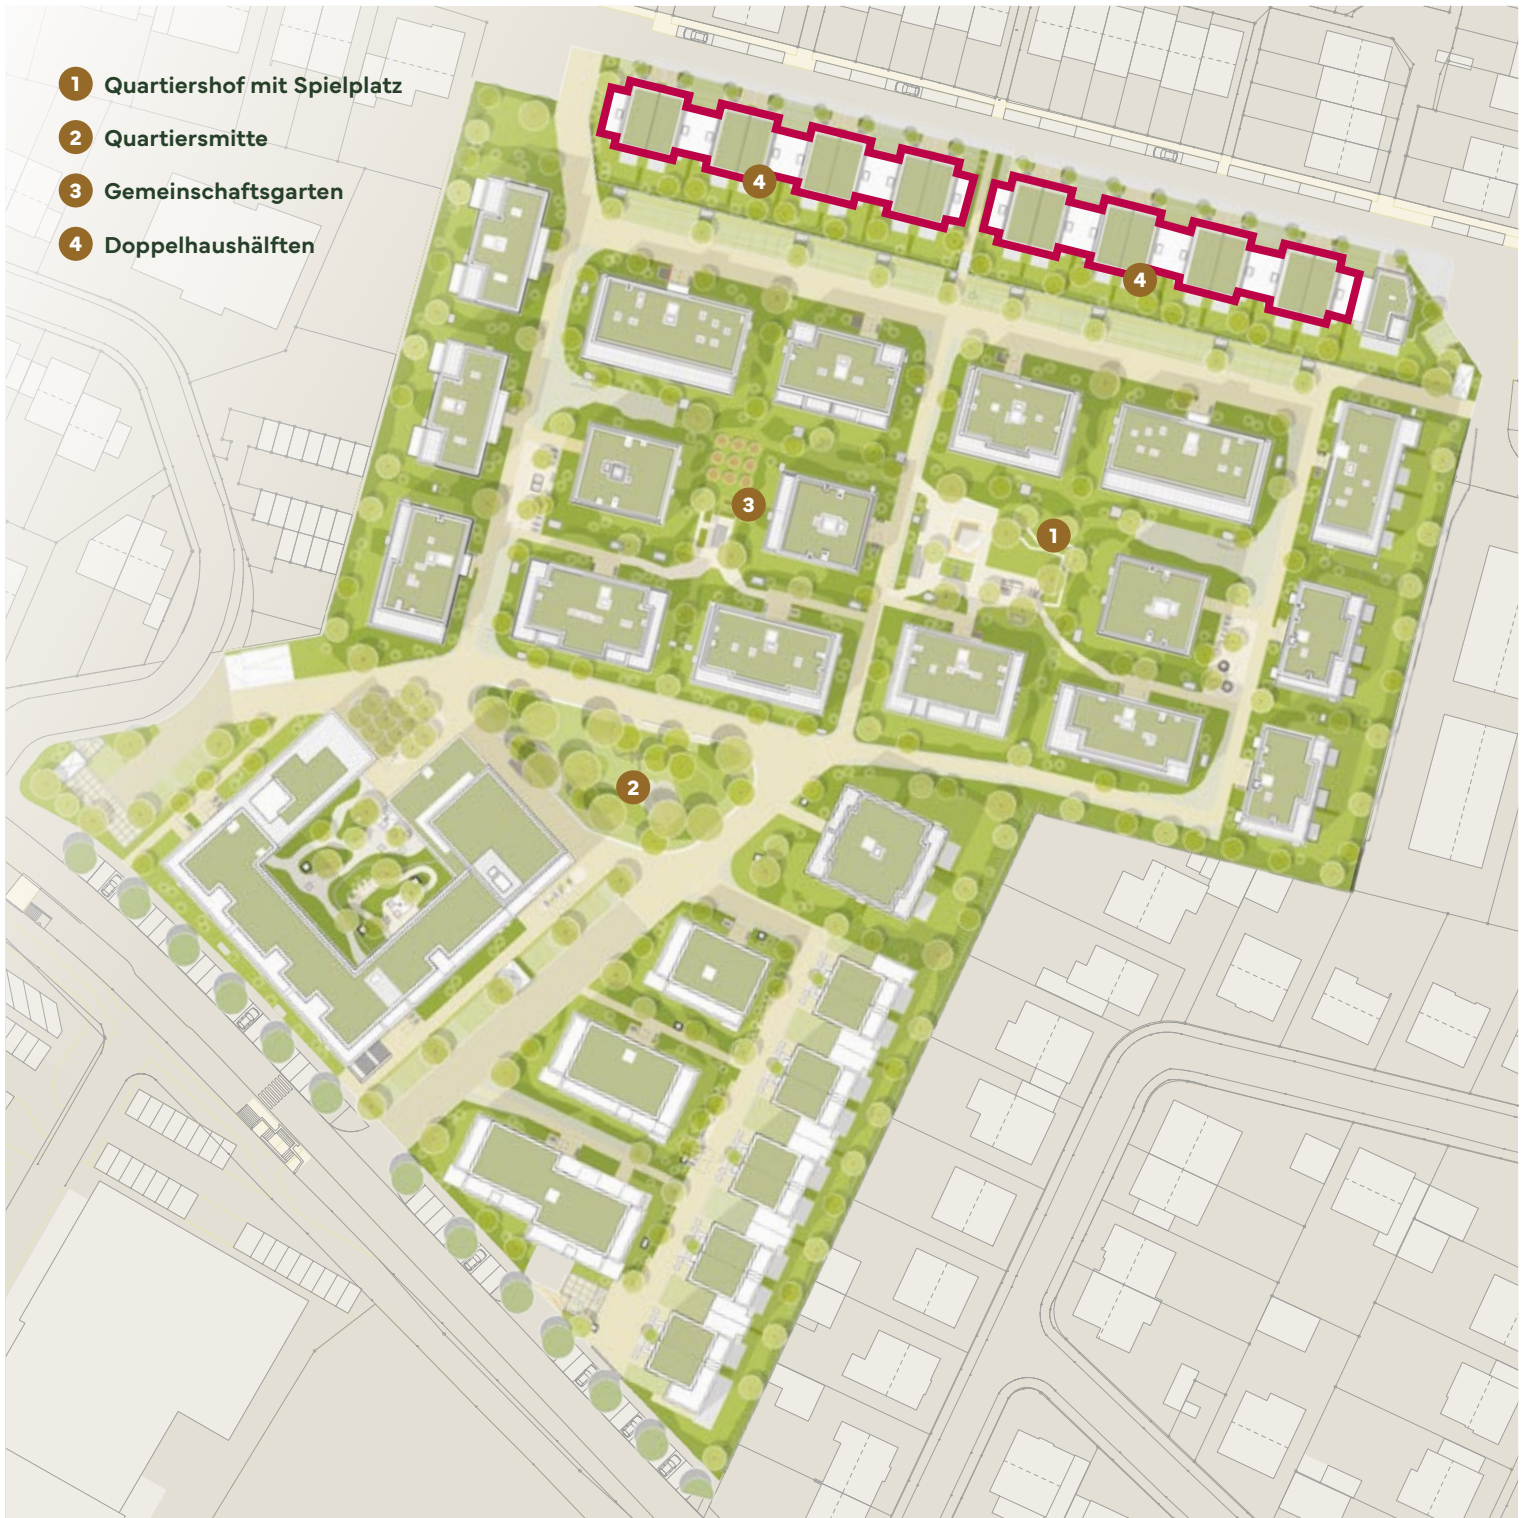 1 Quartiershof mit Spielplatz
2 Quartiersmitte
3 Gemeinschaftsgarten
4 Doppelhaushälften
4
4
3
1
2